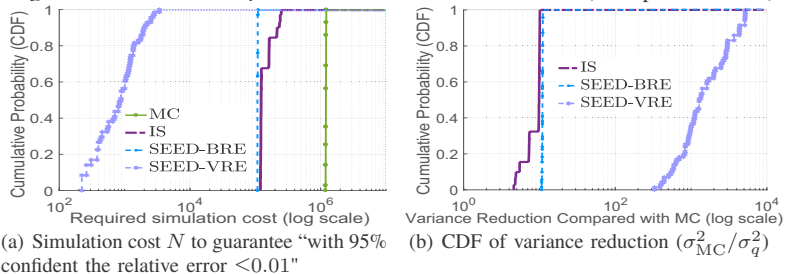 Cumulative Probability (CDF)
1
0.8
0.6
0.4
0.2
0
MC
IS
SEED-BRE
SEED-VRE
10^2
10^4
10^6
Required simulation cost (log scale)
(a) Simulation cost N to guarantee “with 95%
confident the relative error <0.01"
Cumulative Probability (CDF)
1
0.8
0.6
0.4
0.2
0
IS
SEED-BRE
SEED-VRE
10^0
10^2
10^4
Variance Reduction Compared with MC (log scale)
(b) CDF of variance reduction (σ²_MC/σ²_q)